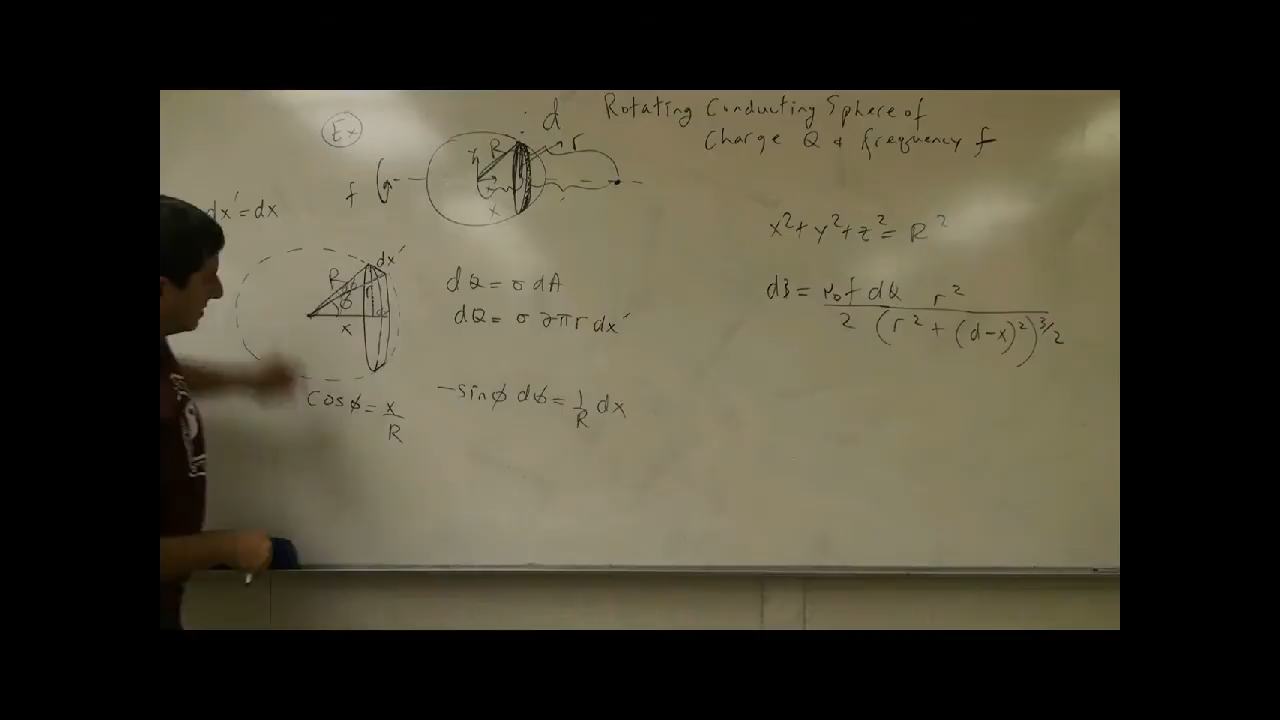 Ex
Rotating Conducting Sphere of
Charge Q & frequency f
d
r
R
y
x
f
dx' = dx
x² + y² + z² = R²
dx'
R
r
ϕ
x
dQ = σ dA
dQ = σ 2πr dx'
dB = μ₀ f dQ r² / 2 (r² + (d-x)²)^3/2
cos ϕ = x/R
-sin ϕ dϕ = 1/R dx